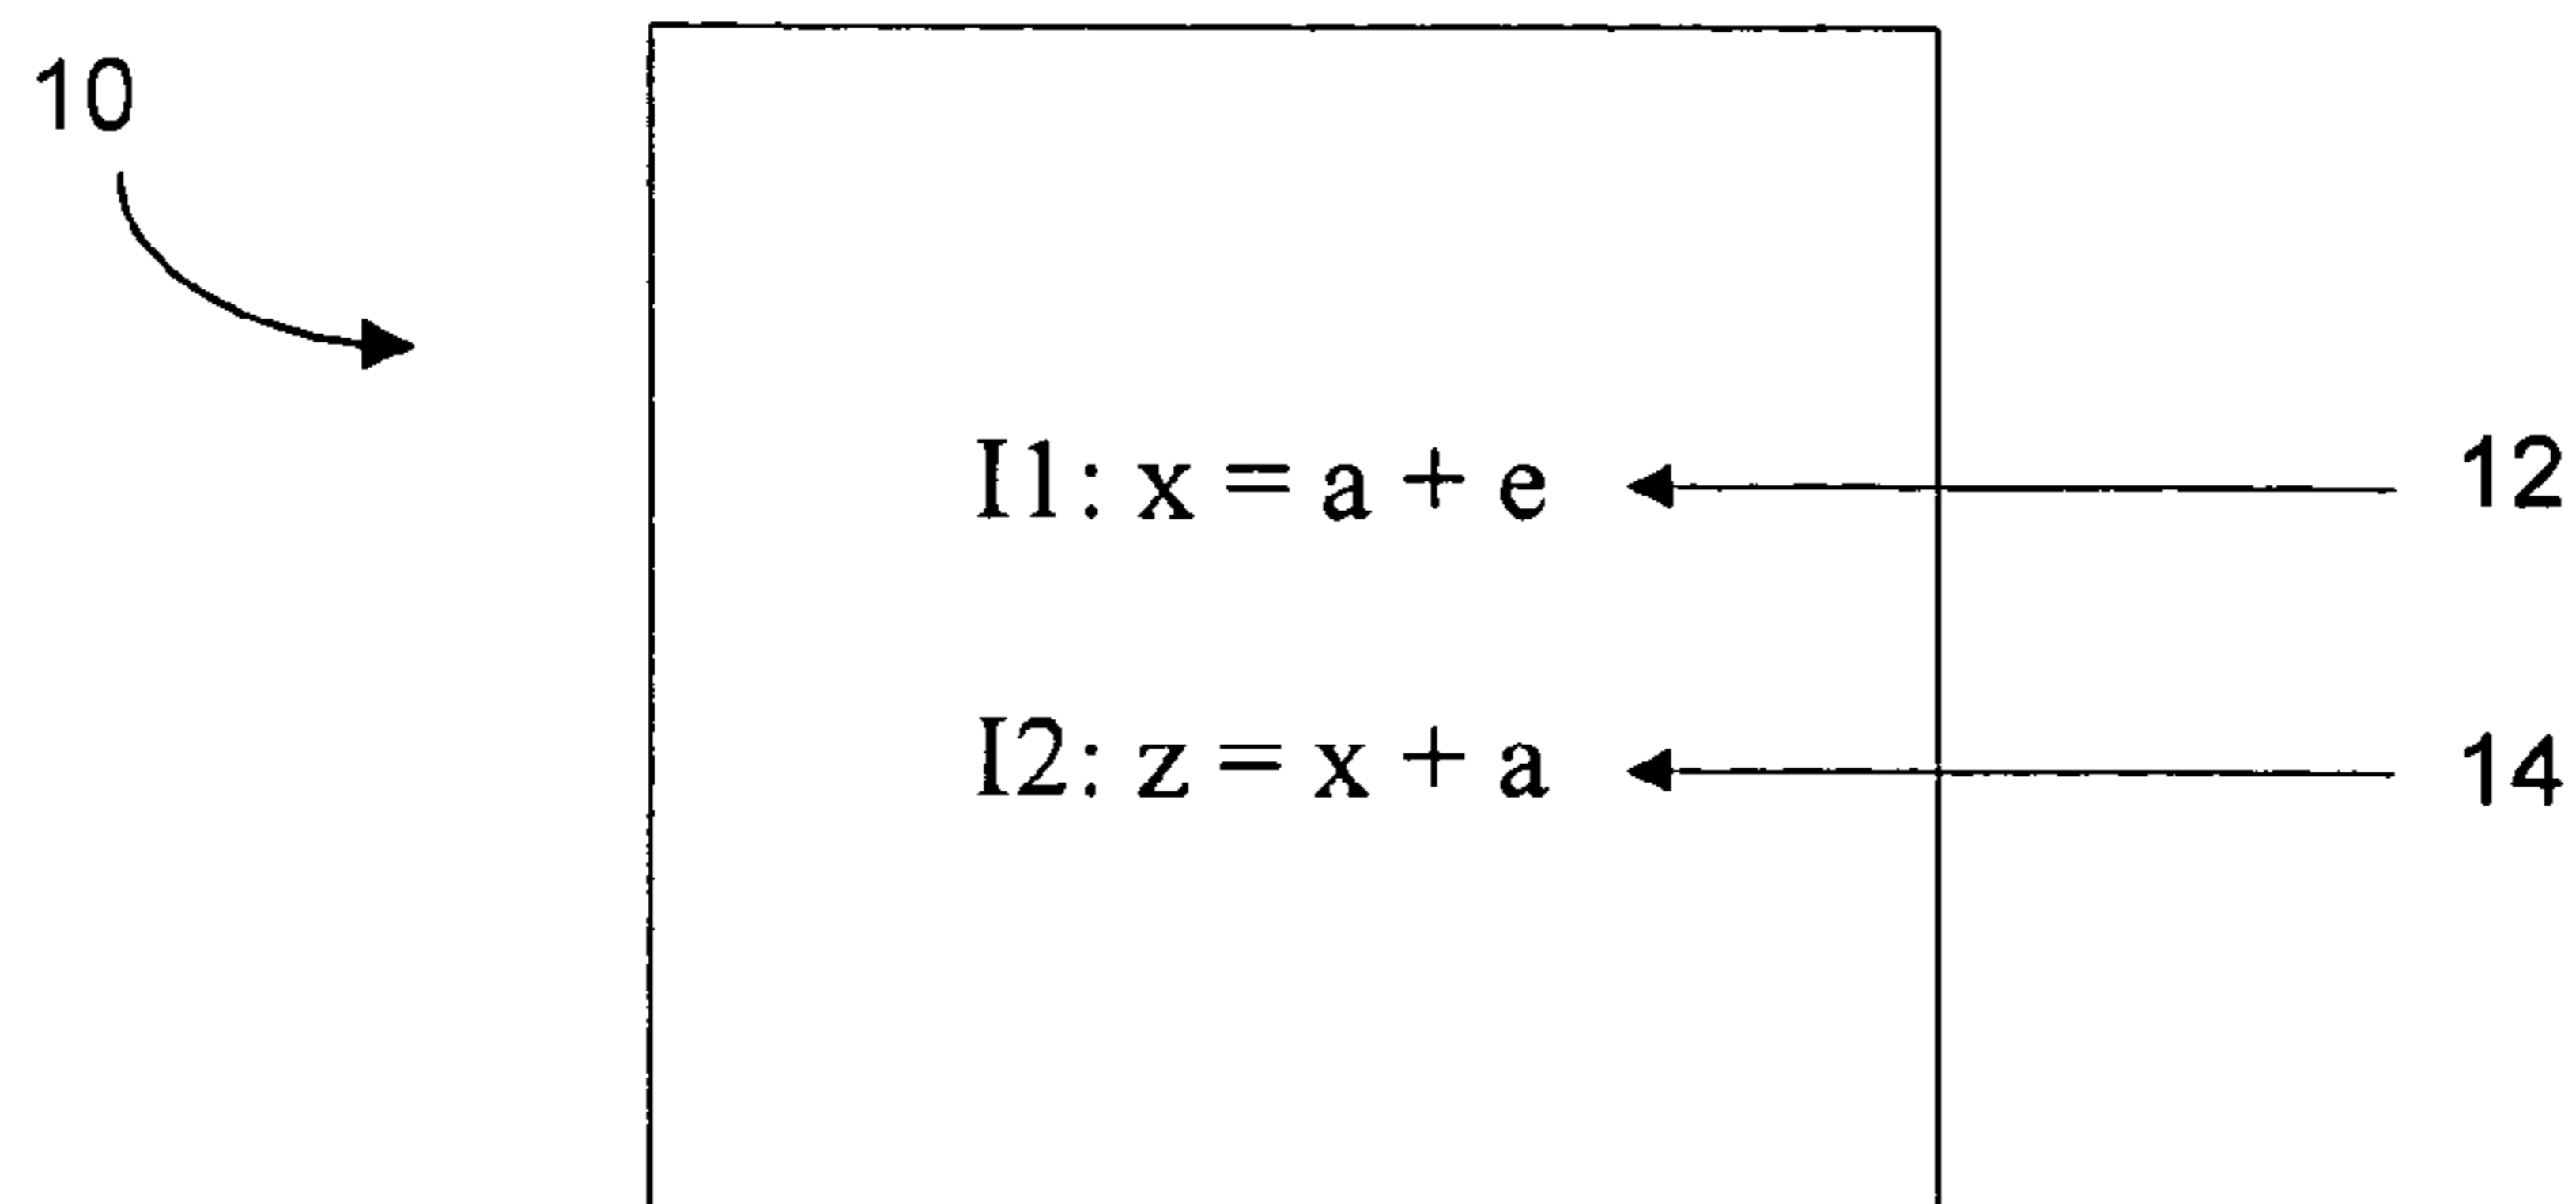 10
I1: x = a + e
12
I2: z = x + a
14